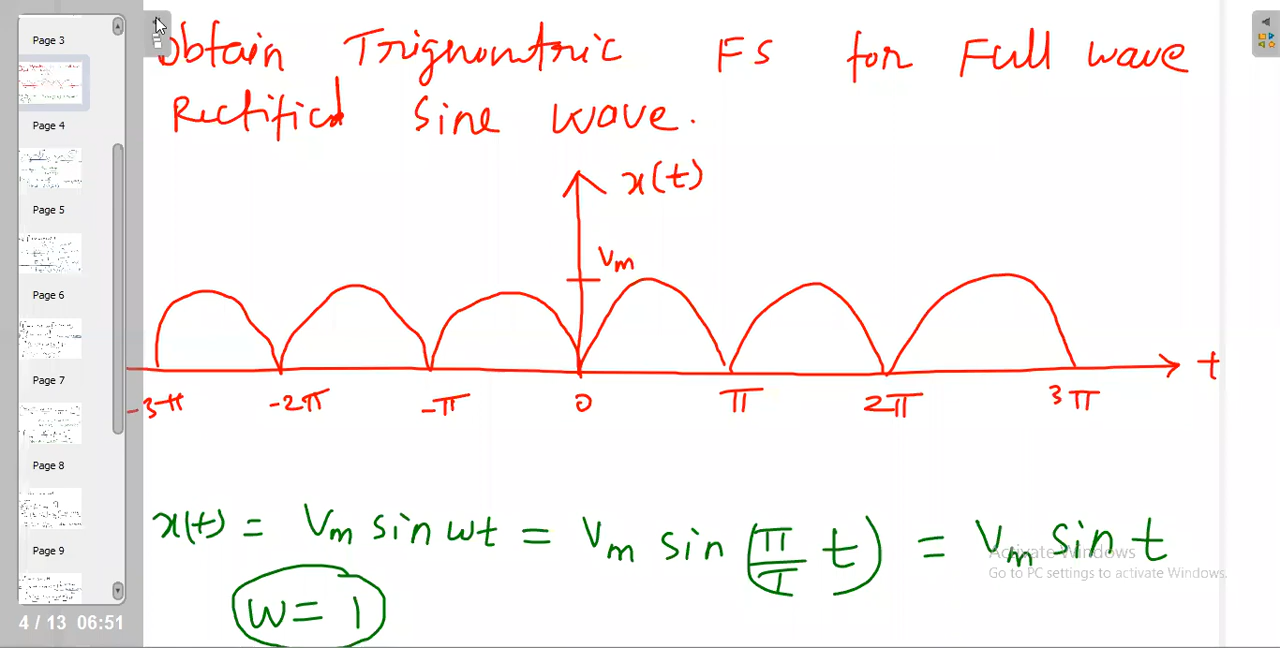 Page 3
Page 4
Page 5
Page 6
Page 7
Page 8
Page 9
4 / 13 06:51
Obtain Trignomtric FS for Full wave
Rectified Sine wave.
x(t)
Vm
-3π -2π -π 0 π 2π 3π t
x(t) = Vm sin wt = Vm sin (π/T t) = Vm sin t
w = 1
Activate Windows
Go to PC settings to activate Windows.